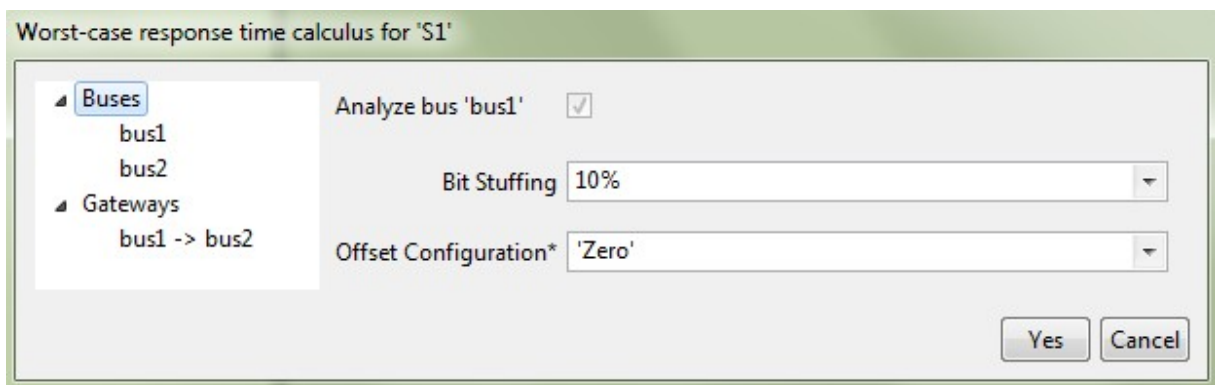 Worst-case response time calculus for 'S1'
Buses
bus1
bus2
Gateways
bus1 -> bus2
Analyze bus 'bus1'
Bit Stuffing 10%
Offset Configuration* 'Zero'
Yes Cancel